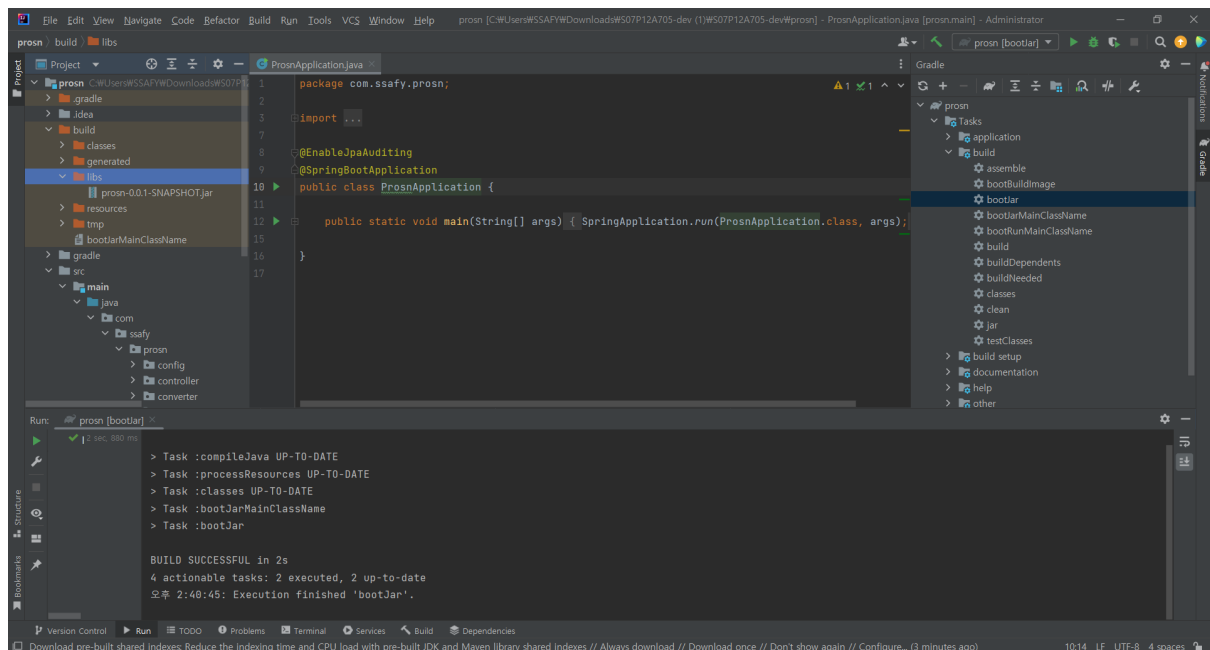 File Edit View Navigate Code Refactor Build Run Tools VCS Window Help prosn [C:₩Users₩SSAFY₩Downloads₩S07P12A705-dev (1)₩S07P12A705-dev₩prosn] - ProsnApplication.java [prosn.main] - Administrator
prosn build libs
prosn [bootJar]
Project
ProsnApplication.java
Gradle
Project
prosn C:₩Users₩SSAFY₩Downloads₩S07P1
.gradle
.idea
build
classes
generated
libs
prosn-0.0.1-SNAPSHOT.jar
resources
tmp
bootJarMainClassName
gradle
src
main
java
com
ssafy
prosn
config
controller
converter
1 package com.ssafy.prosn;
2
3 import ...
7
8 @EnableJpaAuditing
9 @SpringBootApplication
10 public class ProsnApplication {
11
12 public static void main(String[] args) { SpringApplication.run(ProsnApplication.class, args);
15
16 }
17
1 1
prosn
Tasks
application
build
assemble
bootBuildImage
bootJar
bootJarMainClassName
bootRunMainClassName
build
buildDependents
buildNeeded
classes
clean
jar
testClasses
build setup
documentation
help
other
Notifications
Gradle
Run: prosn [bootJar]
2 sec, 880 ms
> Task :compileJava UP-TO-DATE
> Task :processResources UP-TO-DATE
> Task :classes UP-TO-DATE
> Task :bootJarMainClassName
> Task :bootJar
BUILD SUCCESSFUL in 2s
4 actionable tasks: 2 executed, 2 up-to-date
오후 2:40:45: Execution finished 'bootJar'.
Structure
Bookmarks
Version Control Run TODO Problems Terminal Services Build Dependencies
Download pre-built shared indexes: Reduce the indexing time and CPU load with pre-built JDK and Maven library shared indexes // Always download // Download once // Don't show again // Configure... (3 minutes ago) 10:14 LF UTF-8 4 spaces